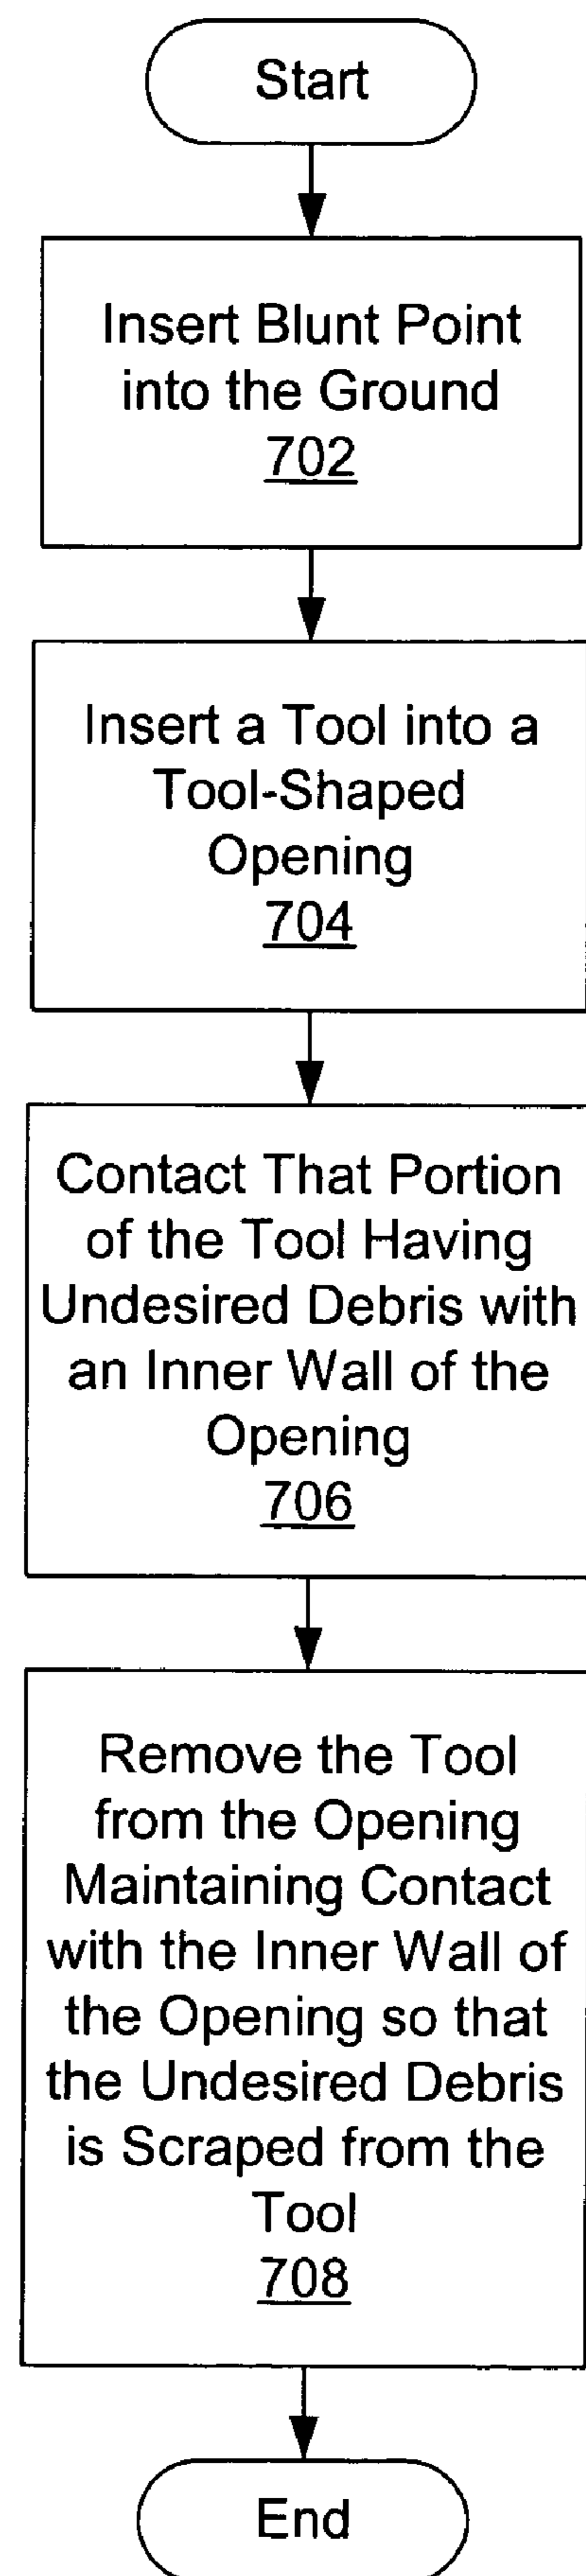 Start
Insert Blunt Point
into the Ground
702
Insert a Tool into a
Tool-Shaped
Opening
704
Contact That Portion
of the Tool Having
Undesired Debris with
an Inner Wall of the
Opening
706
Remove the Tool
from the Opening
Maintaining Contact
with the Inner Wall of
the Opening so that
the Undesired Debris
is Scraped from the
Tool
708
End